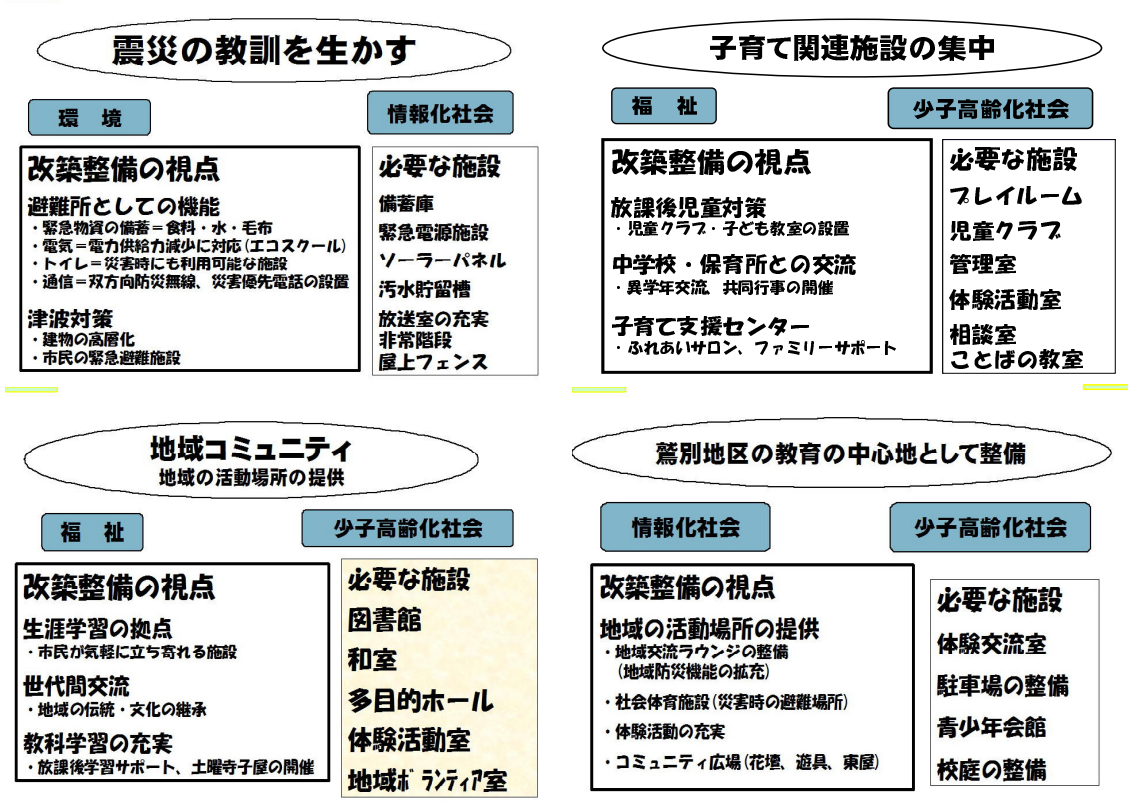 震災の教訓を生かす
環　境
情報化社会
改築整備の視点
避難所としての機能
・緊急物資の備蓄＝食料・水・毛布
・電気＝電力供給力減少に対応(エコスクール)
・トイレ＝災害時にも利用可能な施設
・通信＝双方向防災無線、災害優先電話の設置
津波対策
・建物の高層化
・市民の緊急避難施設
必要な施設
備蓄庫
緊急電源施設
ソーラーパネル
汚水貯留槽
放送室の充実
非常階段
屋上フェンス
子育て関連施設の集中
福　祉
少子高齢化社会
改築整備の視点
放課後児童対策
・児童クラブ・子ども教室の設置
中学校・保育所との交流
・異学年交流、共同行事の開催
子育て支援センター
・ふれあいサロン、ファミリーサポート
必要な施設
プレイルーム
児童クラブ
管理室
体験活動室
相談室
ことばの教室
地域コミュニティ
地域の活動場所の提供
福　祉
少子高齢化社会
改築整備の視点
生涯学習の拠点
・市民が気軽に立ち寄れる施設
世代間交流
・地域の伝統・文化の継承
教科学習の充実
・放課後学習サポート、土曜寺子屋の開催
必要な施設
図書館
和室
多目的ホール
体験活動室
地域ﾎﾞﾗﾝﾃｨｱ室
鷲別地区の教育の中心地として整備
情報化社会
少子高齢化社会
改築整備の視点
地域の活動場所の提供
・地域交流ラウンジの整備
(地域防災機能の拡充)
・社会体育施設(災害時の避難場所)
・体験活動の充実
・コミュニティ広場(花壇、遊具、東屋)
必要な施設
体験交流室
駐車場の整備
青少年会館
校庭の整備